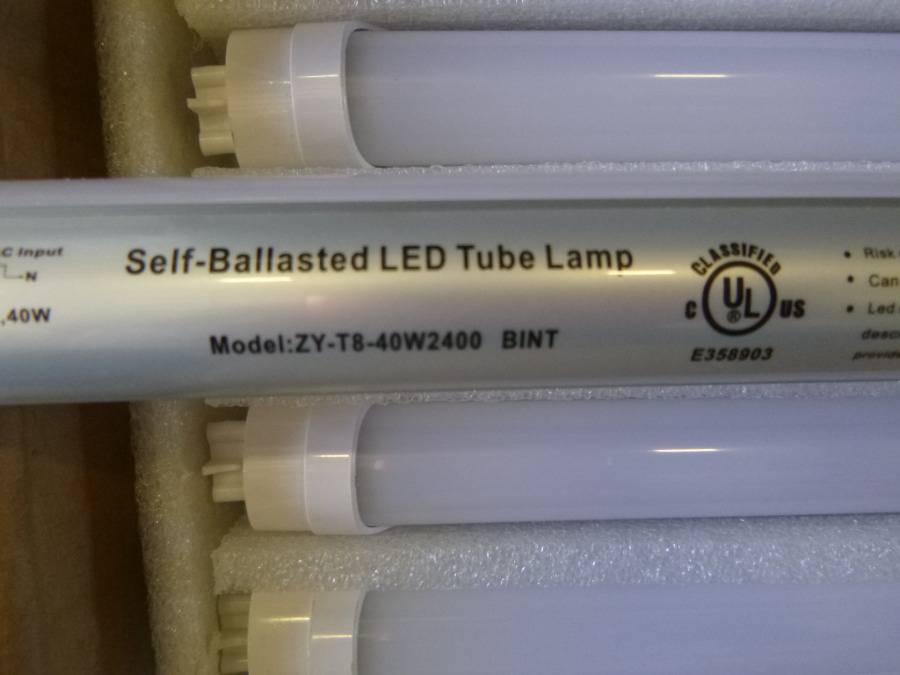 C Input
N
,40W
Self-Ballasted LED Tube Lamp
Model:ZY-T8-40W2400 BINT
CLASSIFIED
C UL ® US
E358903
• Risk
• Can
• Led
desc
provide